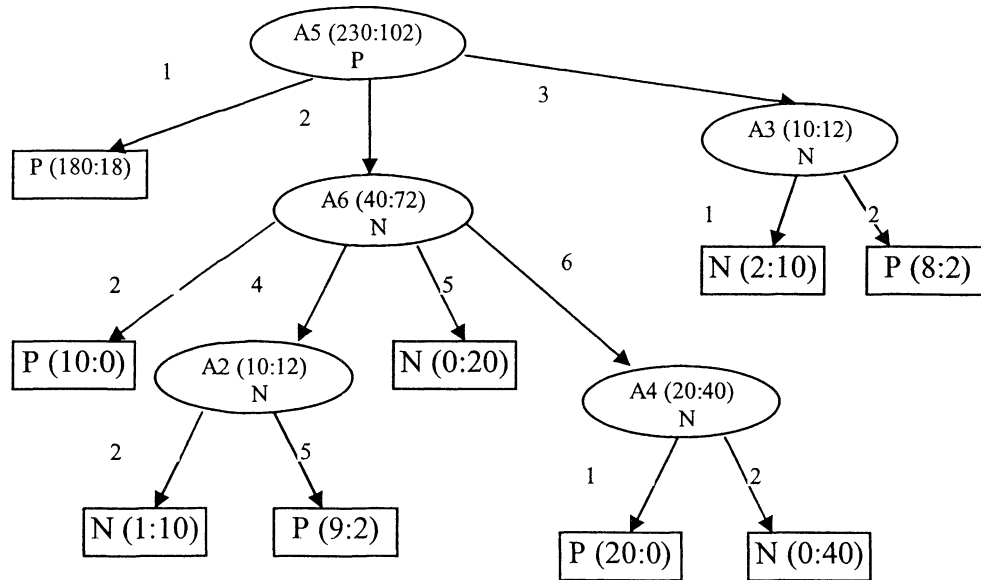 A5 (230:102)
P
1
2
3
P (180:18)
A3 (10:12)
N
A6 (40:72)
N
1
2
N (2:10)
P (8:2)
2
4
5
6
P (10:0)
A2 (10:12)
N
N (0:20)
A4 (20:40)
N
2
5
1
2
N (1:10)
P (9:2)
P (20:0)
N (0:40)